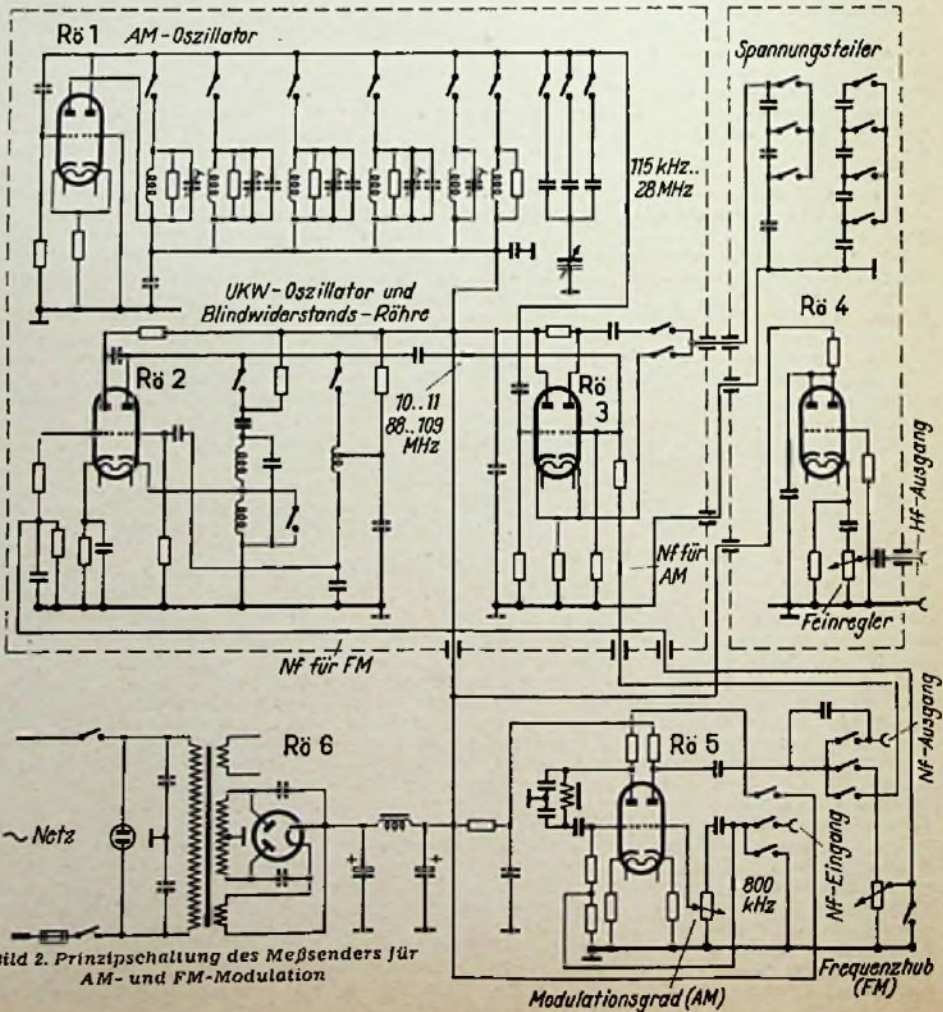 Rö 1
AM-Oszillator
Spannungsteiler
115 kHz..
28 MHz
UKW-Oszillator und
Blindwiderstands-Röhre
Rö 2
10..11
88..109
MHz
Rö
3
Rö 4
Nf für
AM
Hf-Ausgang
Feinregler
Nf für FM
Rö 6
Rö 5
Nf-Ausgang
~ Netz
Nf-Eingang
800
kHz
Bild 2. Prinzipschaltung des Meßsenders für
AM- und FM-Modulation
Frequenzhub
(FM)
Modulationsgrad (AM)